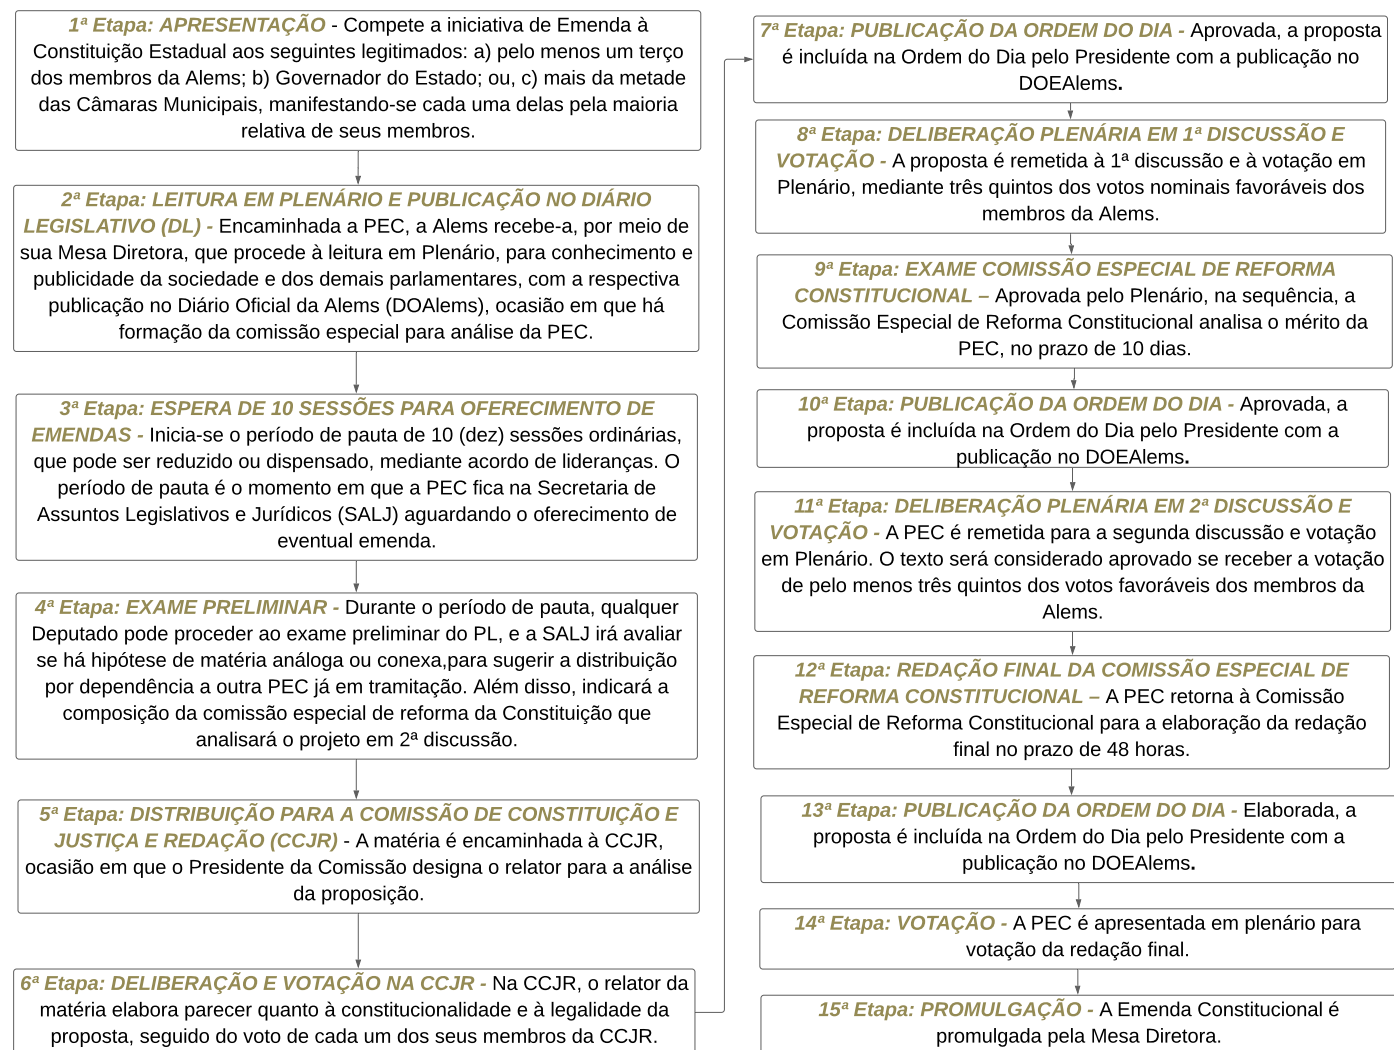 1ª Etapa: APRESENTAÇÃO - Compete a iniciativa de Emenda à
Constituição Estadual aos seguintes legitimados: a) pelo menos um terço
dos membros da Alems; b) Governador do Estado; ou, c) mais da metade
das Câmaras Municipais, manifestando-se cada uma delas pela maioria
relativa de seus membros.
2ª Etapa: LEITURA EM PLENÁRIO E PUBLICAÇÃO NO DIÁRIO
LEGISLATIVO (DL) - Encaminhada a PEC, a Alems recebe-a, por meio de
sua Mesa Diretora, que procede à leitura em Plenário, para conhecimento e
publicidade da sociedade e dos demais parlamentares, com a respectiva
publicação no Diário Oficial da Alems (DOAlems), ocasião em que há
formação da comissão especial para análise da PEC.
3ª Etapa: ESPERA DE 10 SESSÕES PARA OFERECIMENTO DE
EMENDAS - Inicia-se o período de pauta de 10 (dez) sessões ordinárias,
que pode ser reduzido ou dispensado, mediante acordo de lideranças. O
período de pauta é o momento em que a PEC fica na Secretaria de
Assuntos Legislativos e Jurídicos (SALJ) aguardando o oferecimento de
eventual emenda.
4ª Etapa: EXAME PRELIMINAR - Durante o período de pauta, qualquer
Deputado pode proceder ao exame preliminar do PL, e a SALJ irá avaliar
se há hipótese de matéria análoga ou conexa,para sugerir a distribuição
por dependência a outra PEC já em tramitação. Além disso, indicará a
composição da comissão especial de reforma da Constituição que
analisará o projeto em 2ª discussão.
5ª Etapa: DISTRIBUIÇÃO PARA A COMISSÃO DE CONSTITUIÇÃO E
JUSTIÇA E REDAÇÃO (CCJR) - A matéria é encaminhada à CCJR,
ocasião em que o Presidente da Comissão designa o relator para a análise
da proposição.
6ª Etapa: DELIBERAÇÃO E VOTAÇÃO NA CCJR - Na CCJR, o relator da
matéria elabora parecer quanto à constitucionalidade e à legalidade da
proposta, seguido do voto de cada um dos seus membros da CCJR.
7ª Etapa: PUBLICAÇÃO DA ORDEM DO DIA - Aprovada, a proposta
é incluída na Ordem do Dia pelo Presidente com a publicação no
DOEAlems.
8ª Etapa: DELIBERAÇÃO PLENÁRIA EM 1ª DISCUSSÃO E
VOTAÇÃO - A proposta é remetida à 1ª discussão e à votação em
Plenário, mediante três quintos dos votos nominais favoráveis dos
membros da Alems.
9ª Etapa: EXAME COMISSÃO ESPECIAL DE REFORMA
CONSTITUCIONAL – Aprovada pelo Plenário, na sequência, a
Comissão Especial de Reforma Constitucional analisa o mérito da
PEC, no prazo de 10 dias.
10ª Etapa: PUBLICAÇÃO DA ORDEM DO DIA - Aprovada, a
proposta é incluída na Ordem do Dia pelo Presidente com a
publicação no DOEAlems.
11ª Etapa: DELIBERAÇÃO PLENÁRIA EM 2ª DISCUSSÃO E
VOTAÇÃO - A PEC é remetida para a segunda discussão e votação
em Plenário. O texto será considerado aprovado se receber a votação
de pelo menos três quintos dos votos favoráveis dos membros da
Alems.
12ª Etapa: REDAÇÃO FINAL DA COMISSÃO ESPECIAL DE
REFORMA CONSTITUCIONAL – A PEC retorna à Comissão
Especial de Reforma Constitucional para a elaboração da redação
final no prazo de 48 horas.
13ª Etapa: PUBLICAÇÃO DA ORDEM DO DIA - Elaborada, a
proposta é incluída na Ordem do Dia pelo Presidente com a
publicação no DOEAlems.
14ª Etapa: VOTAÇÃO - A PEC é apresentada em plenário para
votação da redação final.
15ª Etapa: PROMULGAÇÃO - A Emenda Constitucional é
promulgada pela Mesa Diretora.